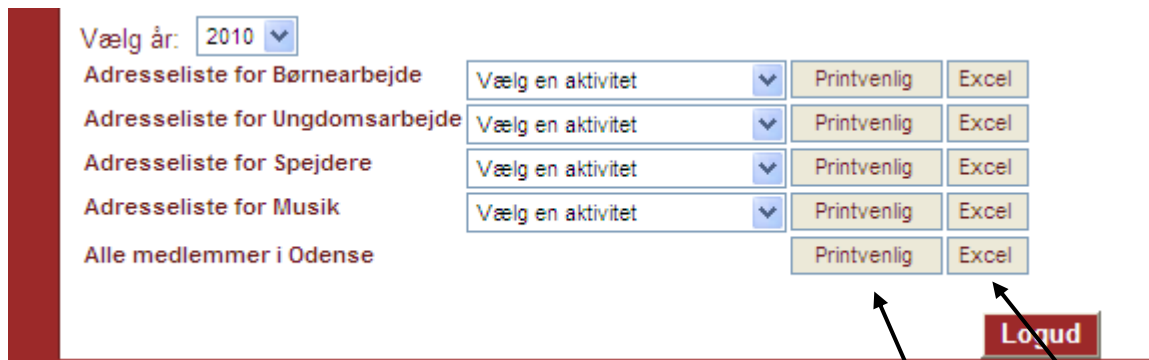 Vælg år: 2010
Adresseliste for Børnearbejde Vælg en aktivitet Printvenlig Excel
Adresseliste for Ungdomsarbejde Vælg en aktivitet Printvenlig Excel
Adresseliste for Spejdere Vælg en aktivitet Printvenlig Excel
Adresseliste for Musik Vælg en aktivitet Printvenlig Excel
Alle medlemmer i Odense Printvenlig Excel
Logud